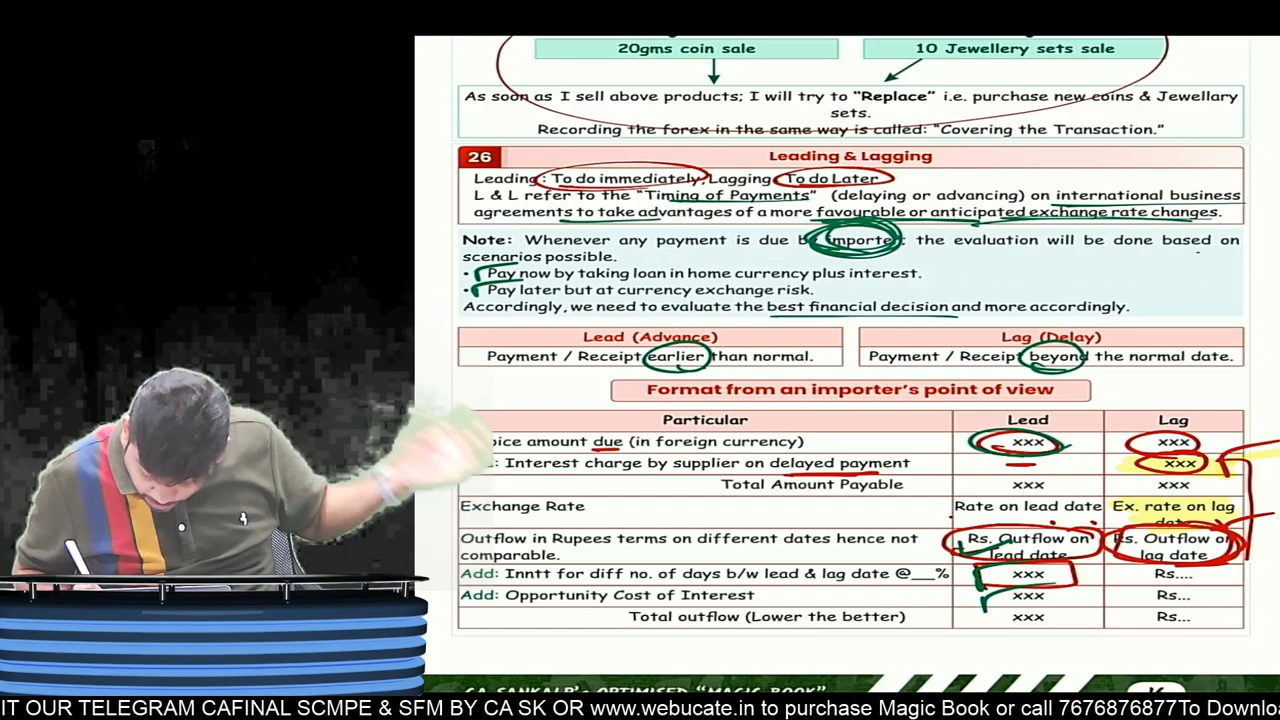 20gms coin sale
10 Jewellery sets sale
As soon as I sell above products; I will try to “Replace” i.e. purchase new coins & Jewellery
sets.
Recording the forex in the same way is called: “Covering the Transaction.”
26 Leading & Lagging
Leading: To do immediately, Lagging To do Later
L & L refer to the “Timing of Payments” (delaying or advancing) on international business
agreements to take advantages of a more favourable or anticipated exchange rate changes.
Note: Whenever any payment is due by importer, the evaluation will be done based on
scenarios possible.
• Pay now by taking loan in home currency plus interest.
• Pay later but at currency exchange risk.
Accordingly, we need to evaluate the best financial decision and more accordingly.
Lead (Advance) Lag (Delay)
Payment / Receipt earlier than normal. Payment / Receipt beyond the normal date.
Format from an importer’s point of view
Particular Lead Lag
amount due (in foreign currency) xxx xxx
Interest charge by supplier on delayed payment — xxx
Total Amount Payable xxx xxx
Exchange Rate Rate on lead date Ex. rate on lag
date
Outflow in Rupees terms on different dates hence not Rs. Outflow on Rs. Outflow on
comparable. lead date lag date
Add: Inntt for diff no. of days b/w lead & lag date @__% xxx Rs....
Add: Opportunity Cost of Interest xxx Rs...
Total outflow (Lower the better) xxx Rs...
CA SANKALP's OPTIMISED “MAGIC BOOK”
IT OUR TELEGRAM CAFINAL SCMPE & SFM BY CA SK OR www.webucate.in to purchase Magic Book or call 7676876877To Downlo